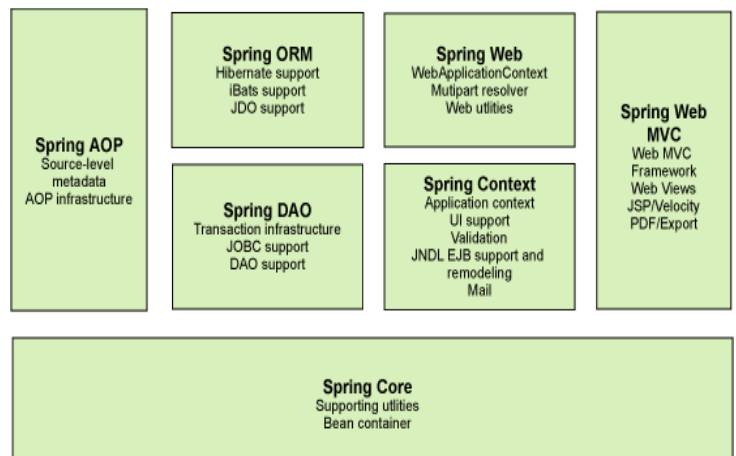 Spring AOP
Source-level
metadata
AOP infrastructure
Spring ORM
Hibernate support
iBats support
JDO support
Spring DAO
Transaction infrastructure
JOBC support
DAO support
Spring Web
WebApplicationContext
Mutipart resolver
Web utlities
Spring Context
Application context
UI support
Validation
JNDL EJB support and
remodeling
Mail
Spring Web
MVC
Web MVC
Framework
Web Views
JSP/Velocity
PDF/Export
Spring Core
Supporting utlities
Bean container